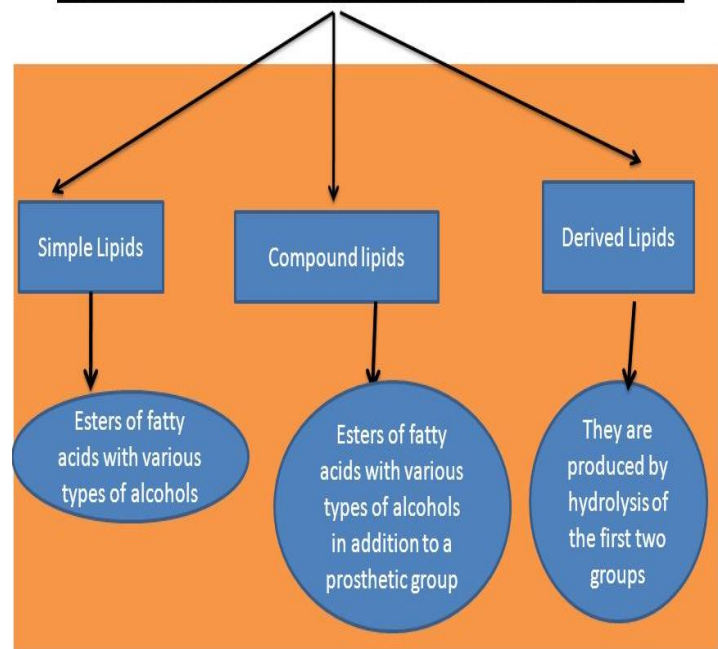 Simple Lipids
Compound lipids
Derived Lipids
Esters of fatty
acids with various
types of alcohols
Esters of fatty
acids with various
types of alcohols
in addition to a
prosthetic group
They are
produced by
hydrolysis of
the first two
groups